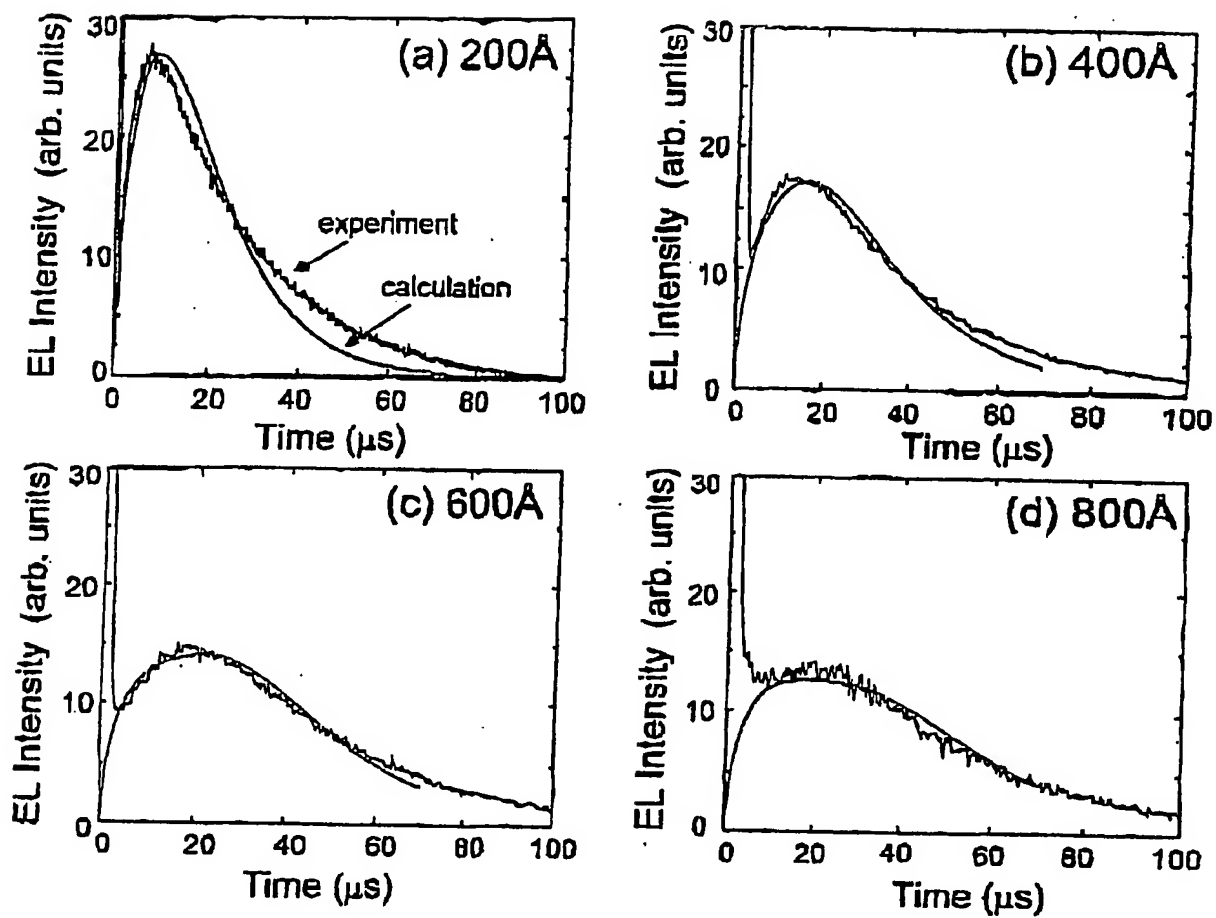 (a) 200Å
EL Intensity (arb. units)
30
20
10
0
experiment
calculation
0 20 40 60 80 100
Time (μs)
(b) 400Å
EL Intensity (arb. units)
30
20
10
0
0 20 40 60 80 100
Time (μs)
(c) 600Å
EL Intensity (arb. units)
30
20
10
0
0 20 40 60 80 100
Time (μs)
(d) 800Å
EL Intensity (arb. units)
30
20
10
0
0 20 40 60 80 100
Time (μs)